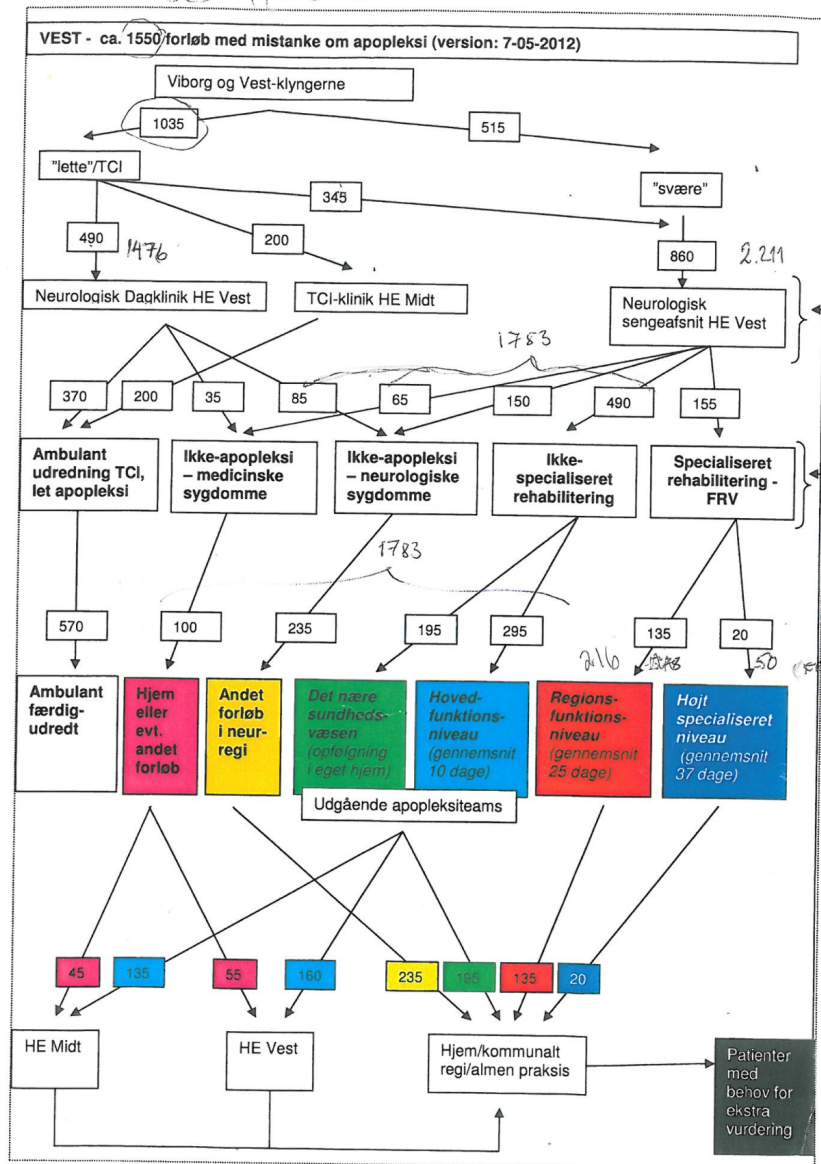 VEST - ca. 1550 forløb med mistanke om apopleksi (version: 7-05-2012)
Viborg og Vest-klyngerne
1035
515
"lette"/TCI
345
"svære"
490
1476
200
860
2.211
Neurologisk Dagklinik HE Vest
TCI-klinik HE Midt
Neurologisk
sengeafsnit HE Vest
1783
370
200
35
85
65
150
490
155
Ambulant
udredning TCI,
let apopleksi
Ikke-apopleksi
– medicinske
sygdomme
Ikke-apopleksi
– neurologiske
sygdomme
Ikke-
specialiseret
rehabilitering
Specialiseret
rehabilitering -
FRV
1783
570
100
235
195
295
135
20
216
50
Ambulant
færdig-
udredt
Hjem
eller
evt.
andet
forløb
Andet
forløb
i neur-
regi
Det nære
sundheds-
væsen
(opfølgning
i eget hjem)
Hoved-
funktions-
niveau
(gennemsnit
10 dage)
Regions-
funktions-
niveau
(gennemsnit
25 dage)
Højt
specialiseret
niveau
(gennemsnit
37 dage)
Udgående apopleksiteams
45
135
55
160
235
195
135
20
HE Midt
HE Vest
Hjem/kommunalt
regi/almen praksis
Patienter
med
behov for
ekstra
vurdering